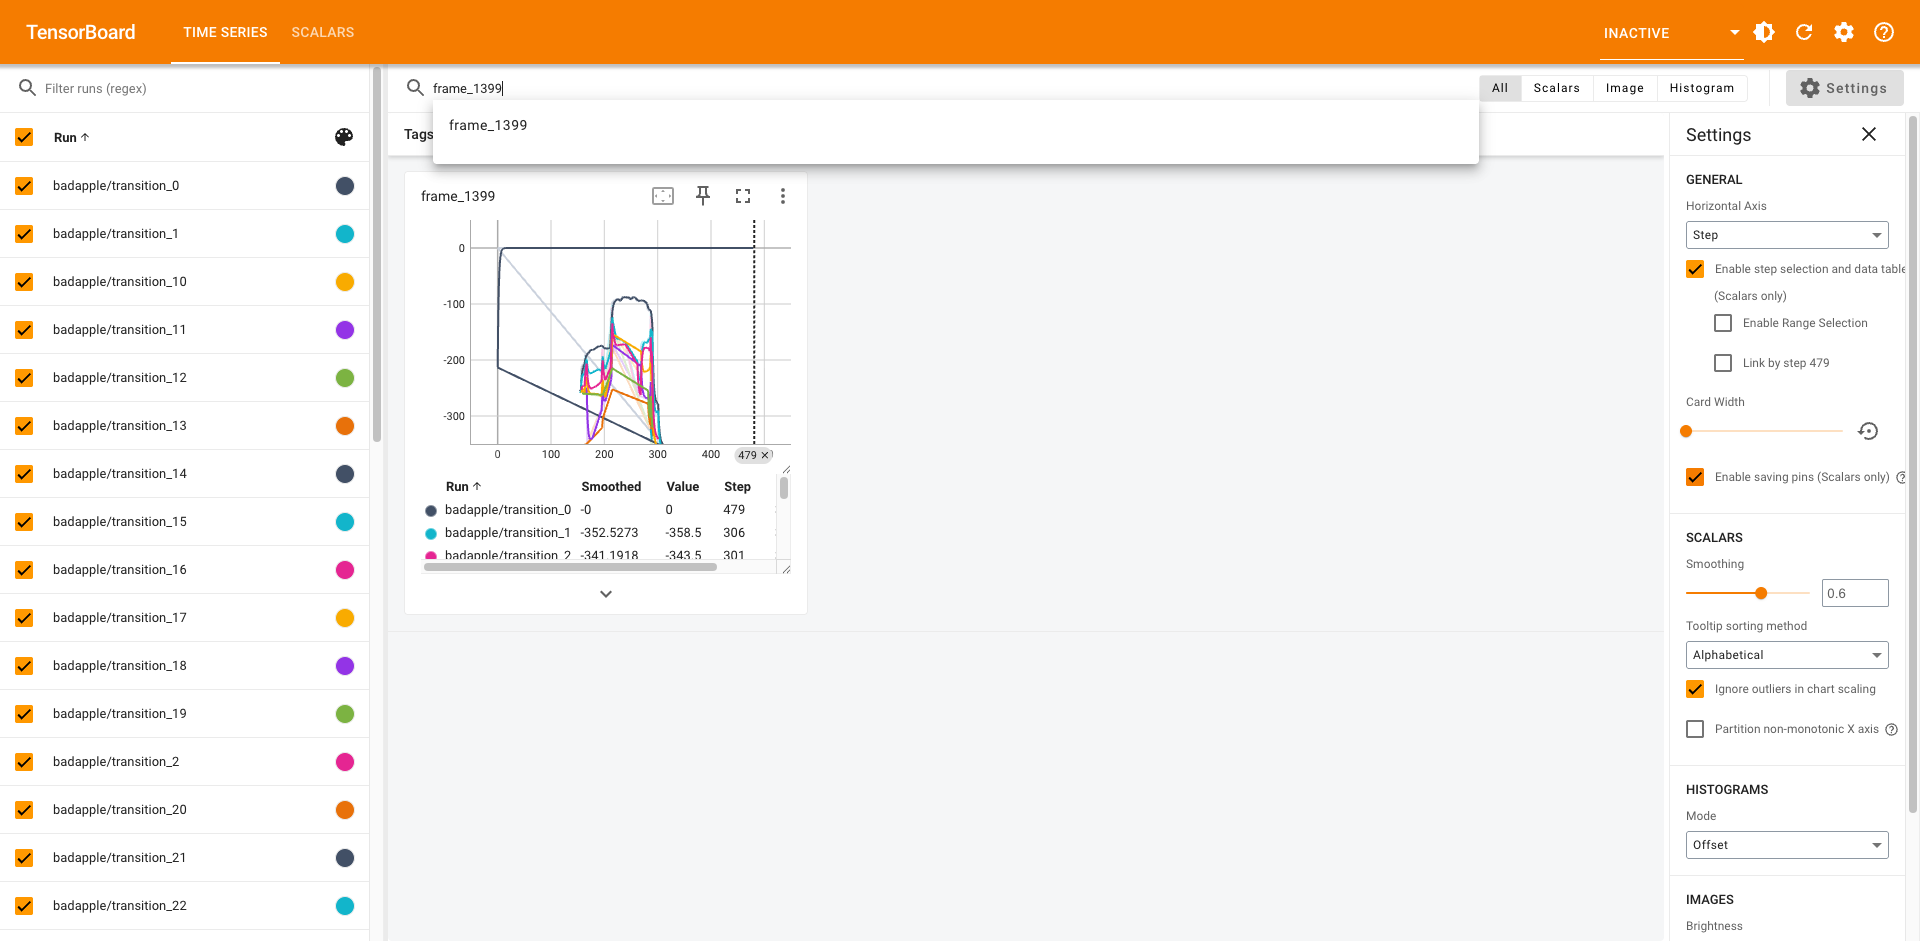 TensorBoard
TIME SERIES
SCALARS
INACTIVE
Filter runs (regex)
frame_1399
All
Scalars
Image
Histogram
Settings
frame_1399
Run
Tags
badapple/transition_0
badapple/transition_1
badapple/transition_10
badapple/transition_11
badapple/transition_12
badapple/transition_13
badapple/transition_14
badapple/transition_15
badapple/transition_16
badapple/transition_17
badapple/transition_18
badapple/transition_19
badapple/transition_2
badapple/transition_20
badapple/transition_21
badapple/transition_22
frame_1399
0
-100
-200
-300
0
100
200
300
400
479
Run Smoothed Value Step
badapple/transition_0 -0 0 479
badapple/transition_1 -352.5273 -358.5 306
badapple/transition_2 -341.1918 -343.5 301
Settings
GENERAL
Horizontal Axis
Step
Enable step selection and data table
(Scalars only)
Enable Range Selection
Link by step 479
Card Width
Enable saving pins (Scalars only)
SCALARS
Smoothing
0.6
Tooltip sorting method
Alphabetical
Ignore outliers in chart scaling
Partition non-monotonic X axis
HISTOGRAMS
Mode
Offset
IMAGES
Brightness